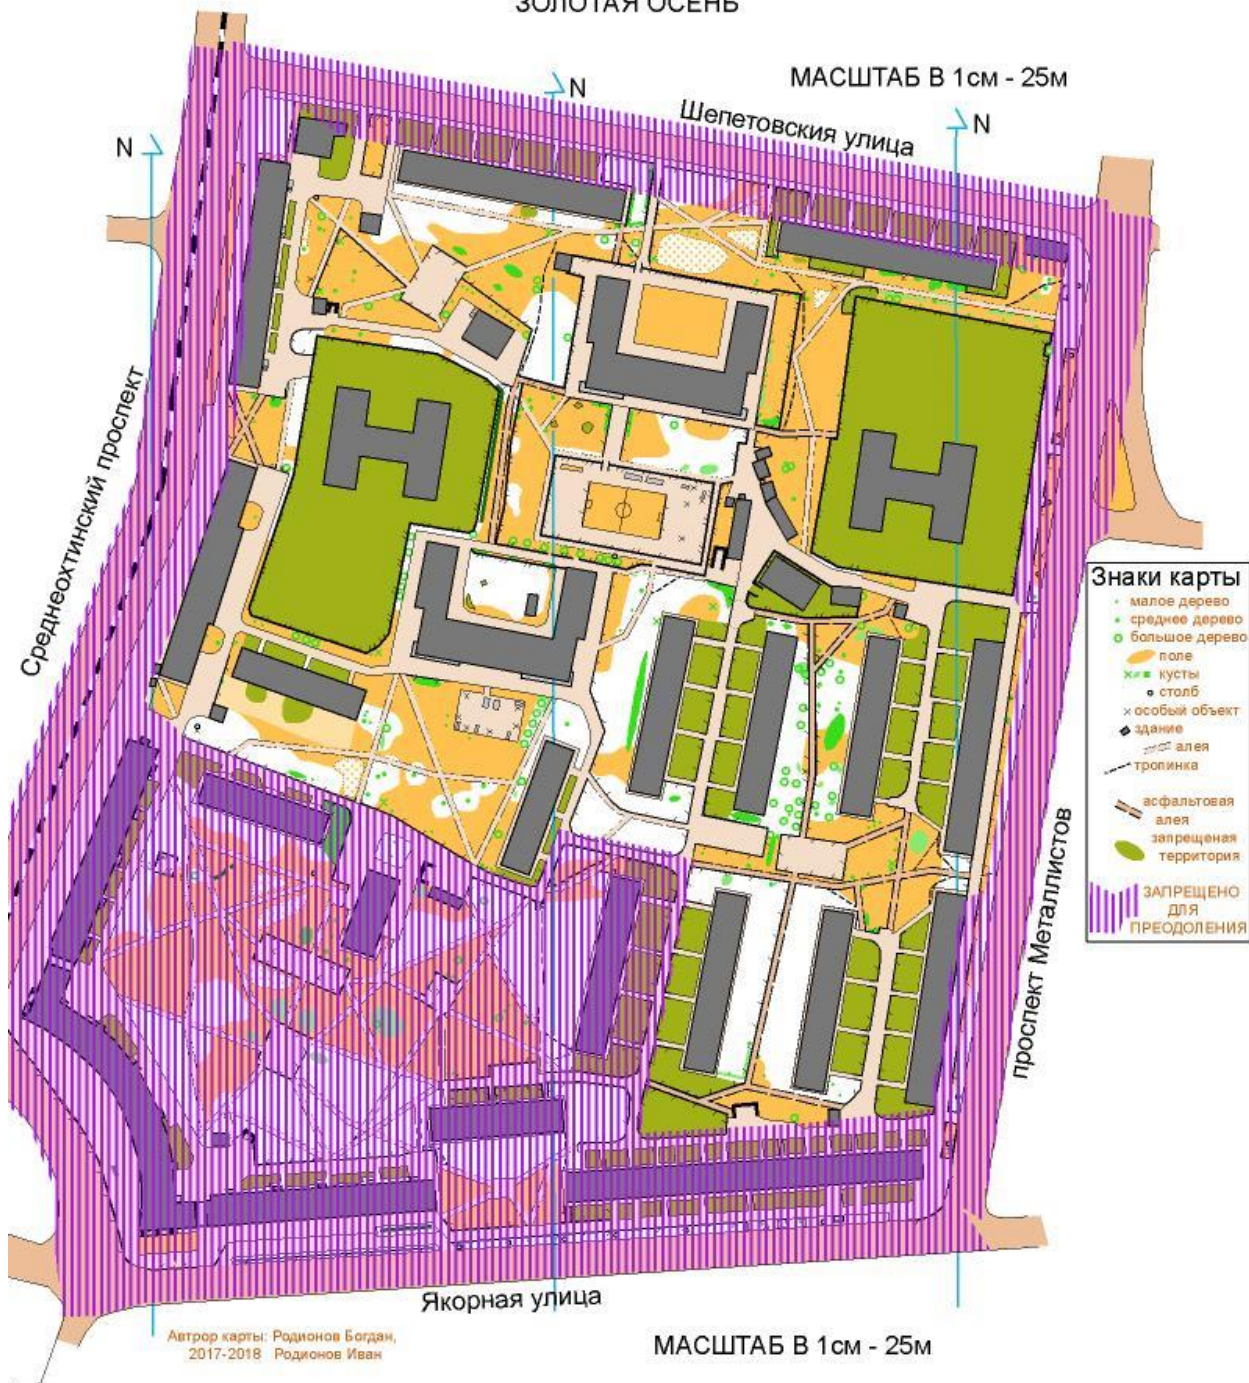 ЗОЛОТАЯ ОСЕНЬ
МАСШТАБ В 1см - 25м
N
N
N
Шепетовския улица
Среднеохтинский проспект
Знаки карты
малое дерево
среднее дерево
большое дерево
поле
кусты
столб
особый объект
здание
алея
тропинка
асфальтовая
алея
запрещеная
территория
ЗАПРЕЩЕНО
ДЛЯ
ПРЕОДОЛЕНИЯ
проспект Металлистов
Якорная улица
Автрор карты: Родионов Богдан,
2017-2018 Родионов Иван
МАСШТАБ В 1см - 25м